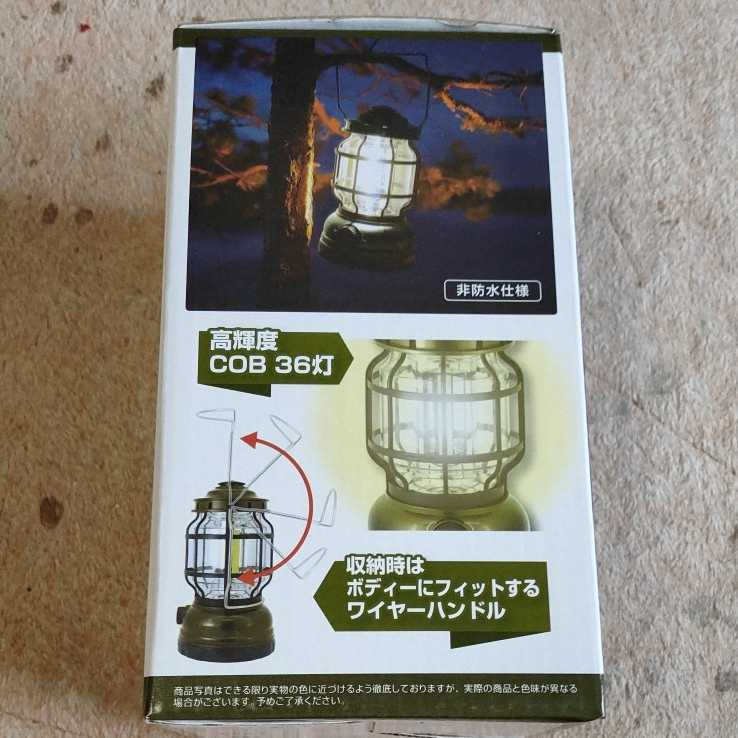 非防水仕様
高輝度
COB 36灯
収納時は
ボディーにフィットする
ワイヤーハンドル
商品写真はできる限り実物の色に近づけるよう徹底しておりますが、実際の商品と色味が異なる
場合がございます。予めご了承ください。